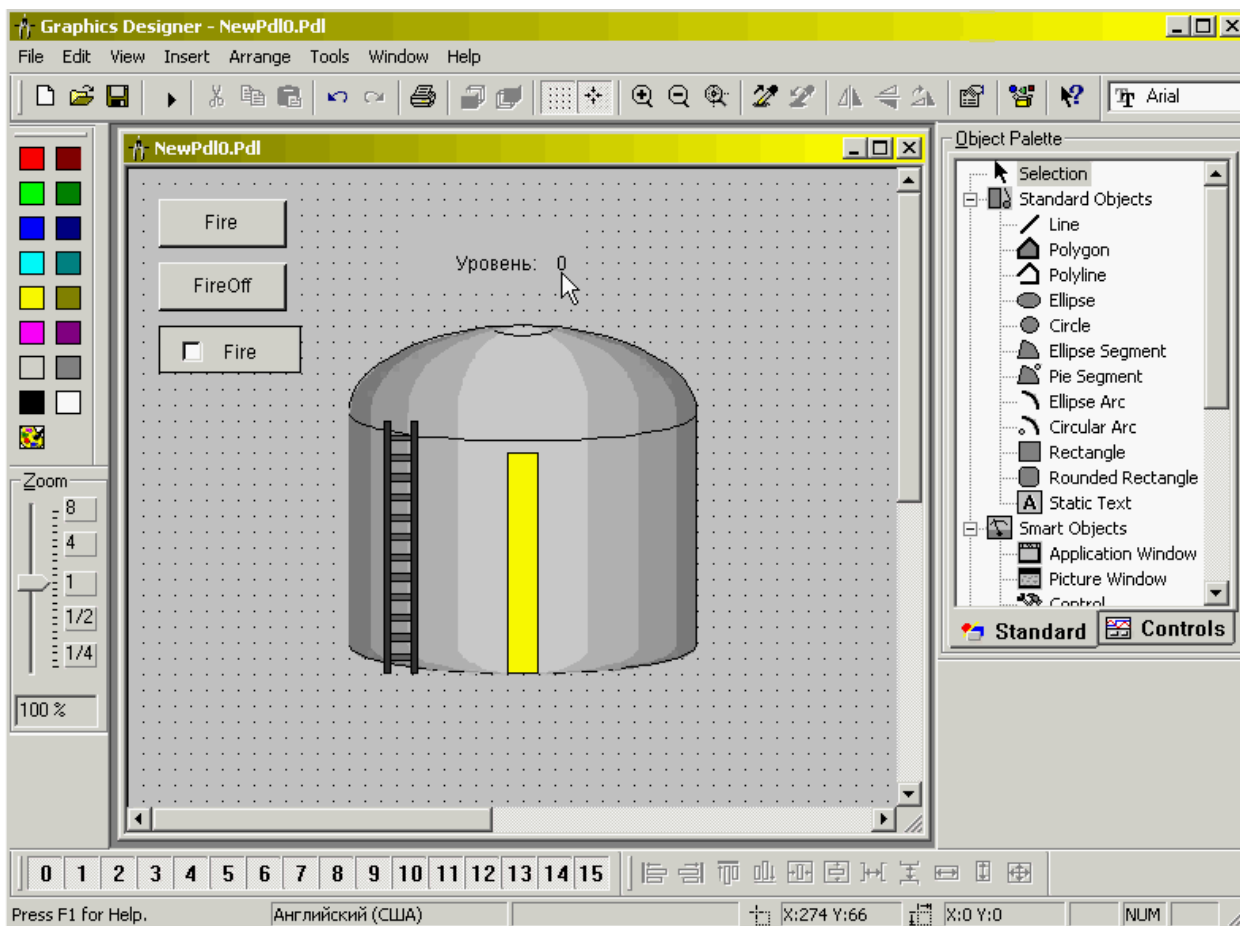 Graphics Designer - NewPdl0.Pdl
File Edit View Insert Arrange Tools Window Help
Arial
NewPdl0.Pdl
Object Palette
Selection
Fire
Standard Objects
Line
Polygon
Уровень: 0
Polyline
FireOff
Ellipse
Circle
Fire
Ellipse Segment
Pie Segment
Ellipse Arc
Circular Arc
Rectangle
Zoom
Rounded Rectangle
8
A Static Text
4
Smart Objects
1
Application Window
1/2
Picture Window
Control
1/4
Standard Controls
100 %
0 1 2 3 4 5 6 7 8 9 10 11 12 13 14 15
Press F1 for Help. Английский (США) X:274 Y:66 X:0 Y:0 NUM